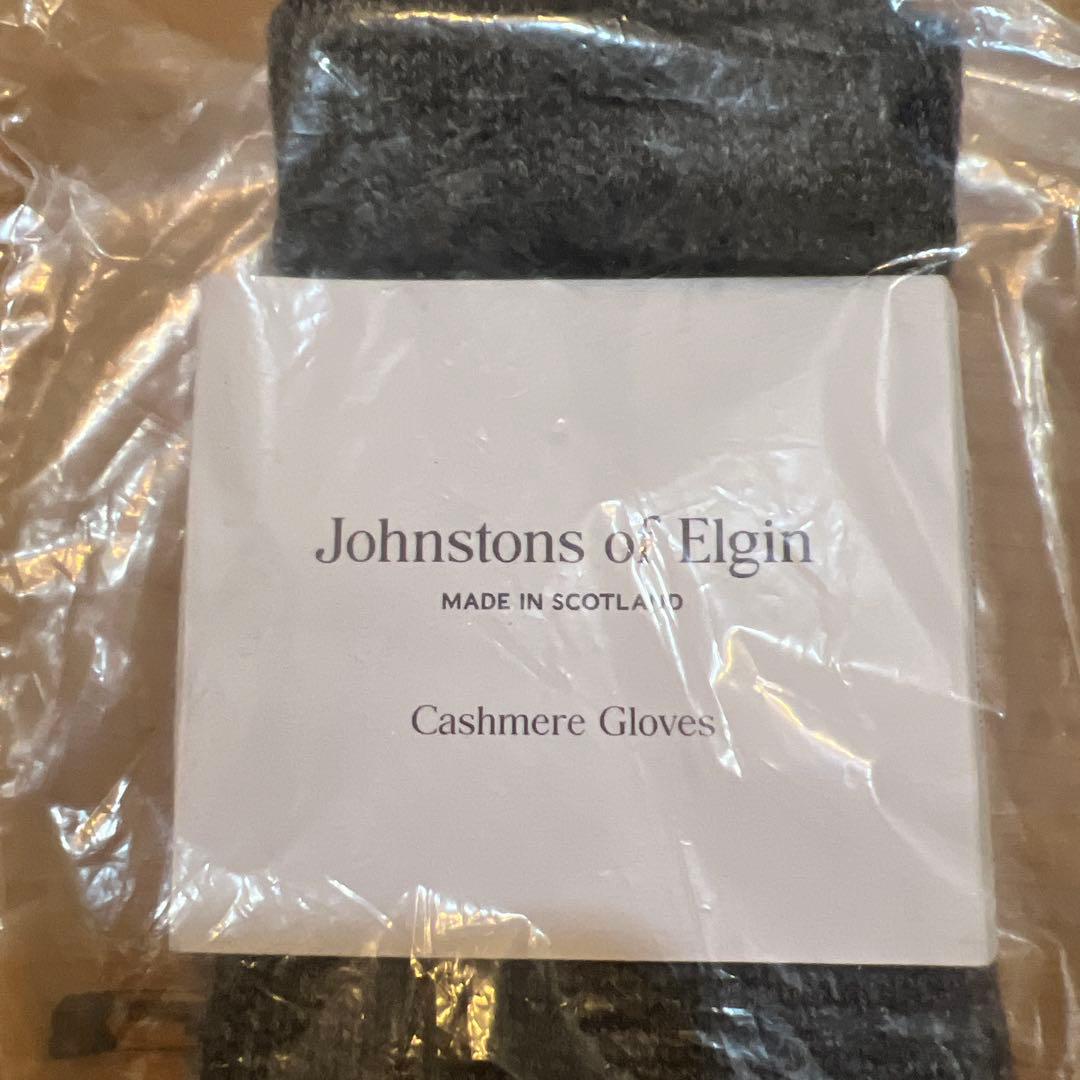 Johnstons of Elgin
MADE IN SCOTLAND
Cashmere Gloves